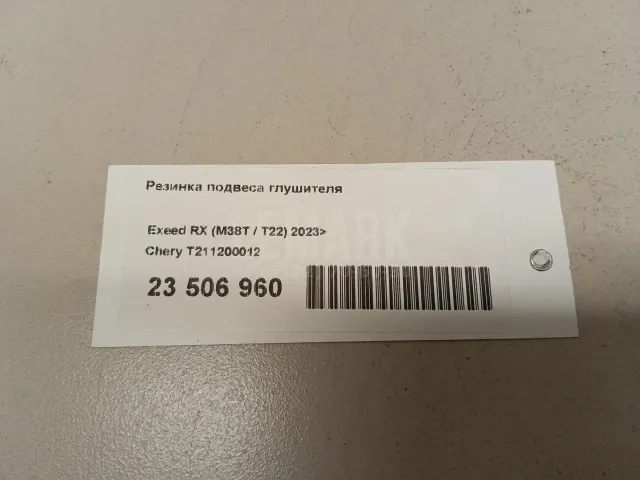 Резинка подвеса глушителя
Exeed RX (M38T / T22) 2023>
Chery T211200012
23 506 960